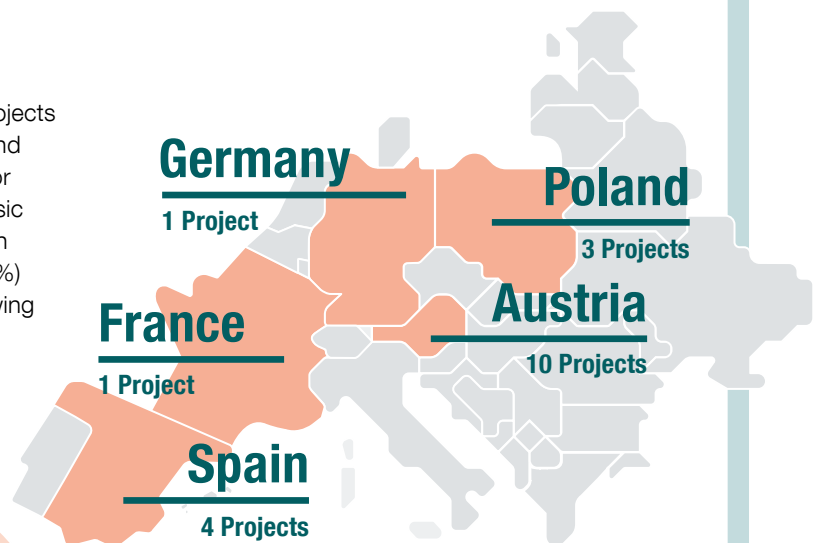 Germany
1 Project
Poland
3 Projects
Austria
10 Projects
France
1 Project
Spain
4 Projects
%)